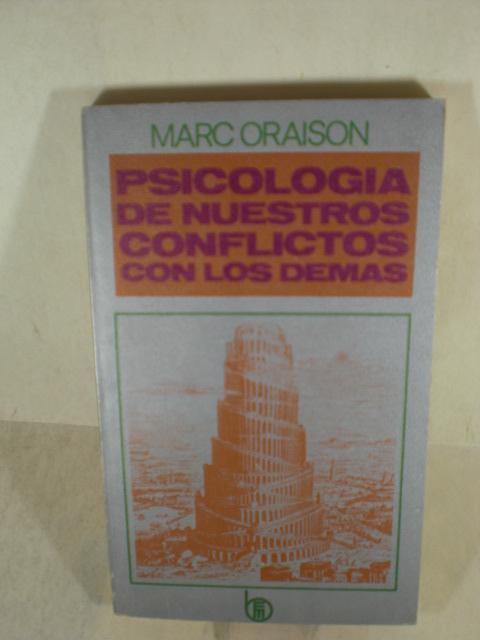 MARC ORAISON
PSICOLOGIA
DE NUESTROS
CONFLICTOS
CON LOS DEMAS